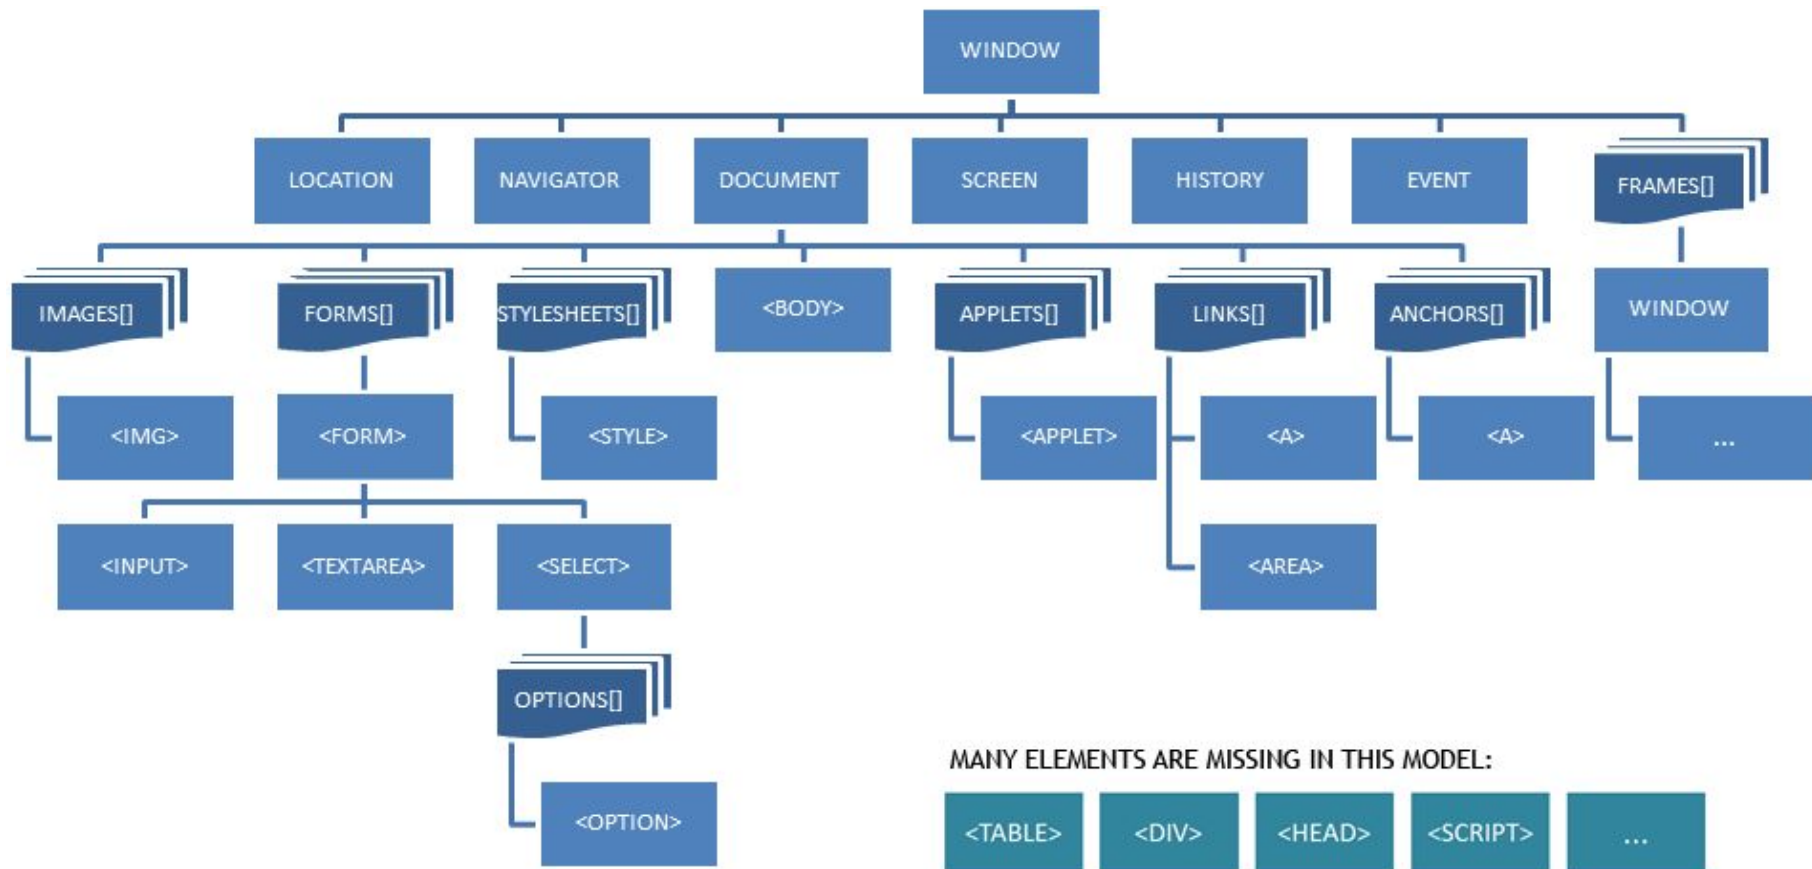 WINDOW
LOCATION
NAVIGATOR
DOCUMENT
SCREEN
HISTORY
EVENT
FRAMES[]
IMAGES[]
FORMS[]
STYLESHEETS[]
<BODY>
APPLETS[]
LINKS[]
ANCHORS[]
WINDOW
<IMG>
<FORM>
<STYLE>
<APPLET>
<A>
<A>
...
<INPUT>
<TEXTAREA>
<SELECT>
<AREA>
OPTIONS[]
<OPTION>
MANY ELEMENTS ARE MISSING IN THIS MODEL:
<TABLE>
<DIV>
<HEAD>
<SCRIPT>
...